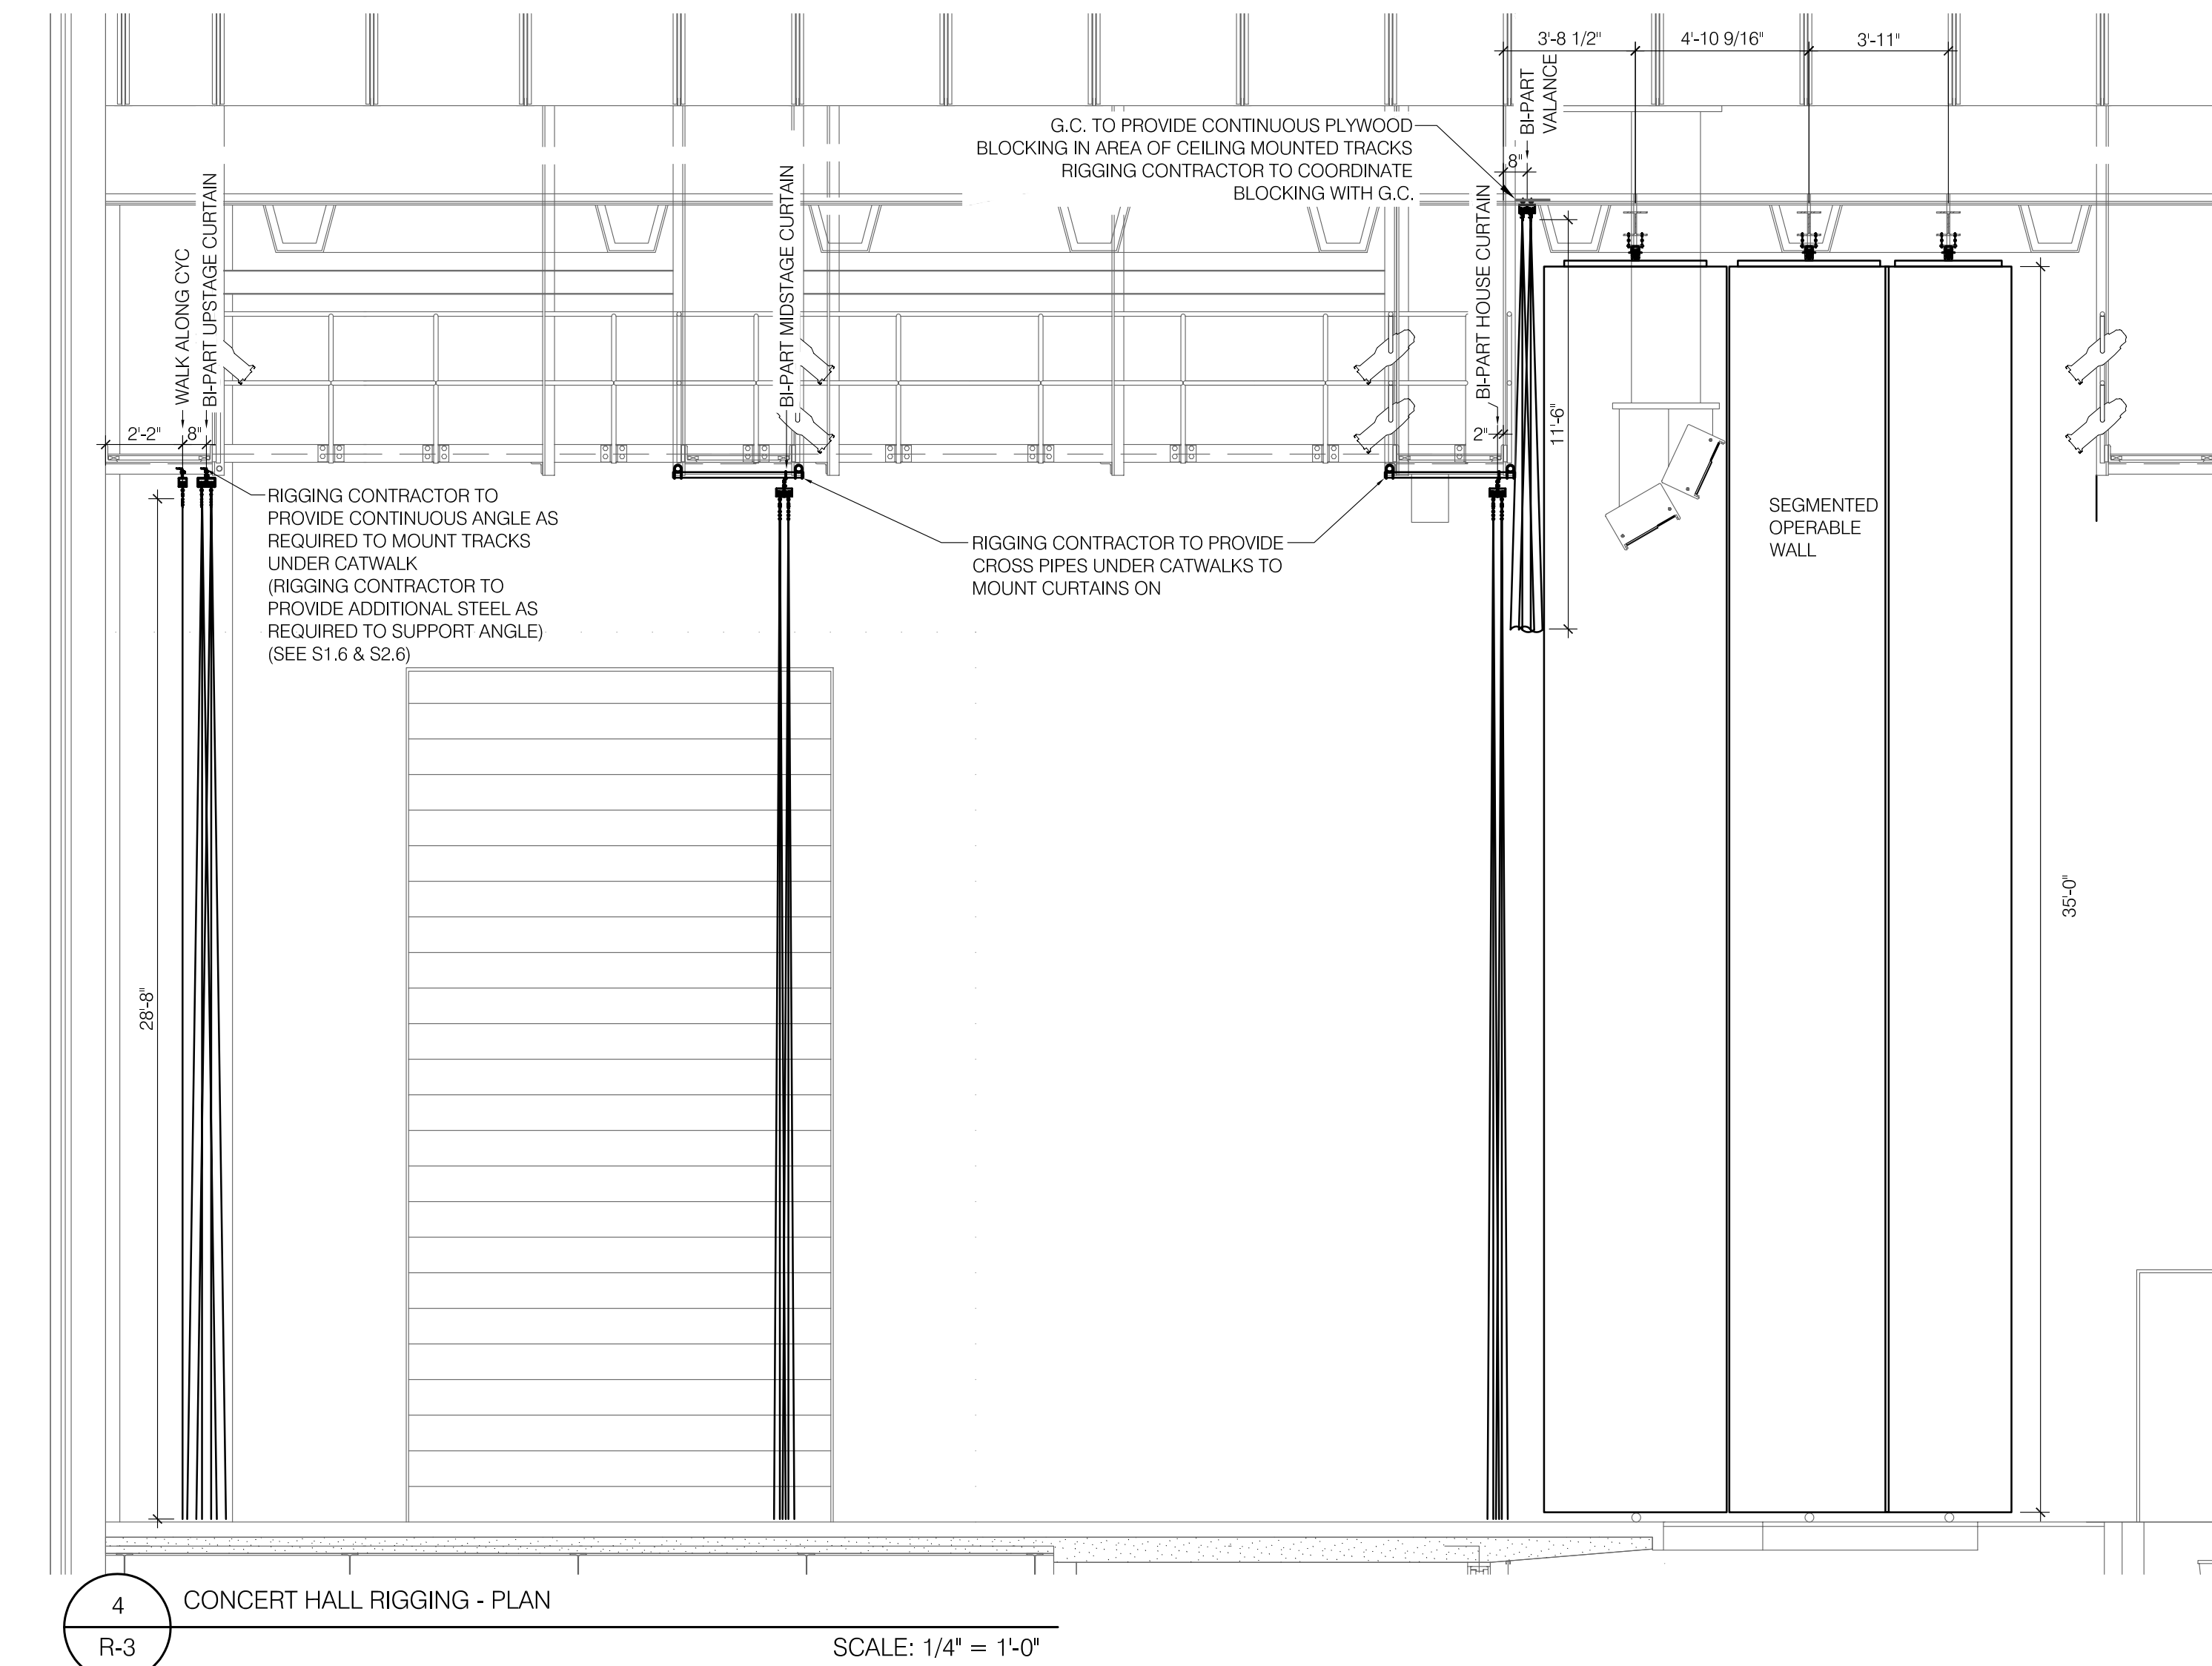 3'-8 1/2"
4'-10 9/16"
3'-11"
BI-PART
VALANCE
G.C. TO PROVIDE CONTINUOUS PLYWOOD
BLOCKING IN AREA OF CEILING MOUNTED TRACKS
RIGGING CONTRACTOR TO COORDINATE
BLOCKING WITH G.C.
8"
WALK ALONG CYC
BI-PART UPSTAGE CURTAIN
BI-PART MIDSTAGE CURTAIN
BI-PART HOUSE CURTAIN
2'-2"
8"
2"
11'-6"
RIGGING CONTRACTOR TO
PROVIDE CONTINUOUS ANGLE AS
REQUIRED TO MOUNT TRACKS
UNDER CATWALK
(RIGGING CONTRACTOR TO
PROVIDE ADDITIONAL STEEL AS
REQUIRED TO SUPPORT ANGLE)
(SEE S1.6 & S2.6)
RIGGING CONTRACTOR TO PROVIDE
CROSS PIPES UNDER CATWALKS TO
MOUNT CURTAINS ON
SEGMENTED
OPERABLE
WALL
28'-8"
35'-0"
4
R-3
CONCERT HALL RIGGING - PLAN
SCALE: 1/4" = 1'-0"